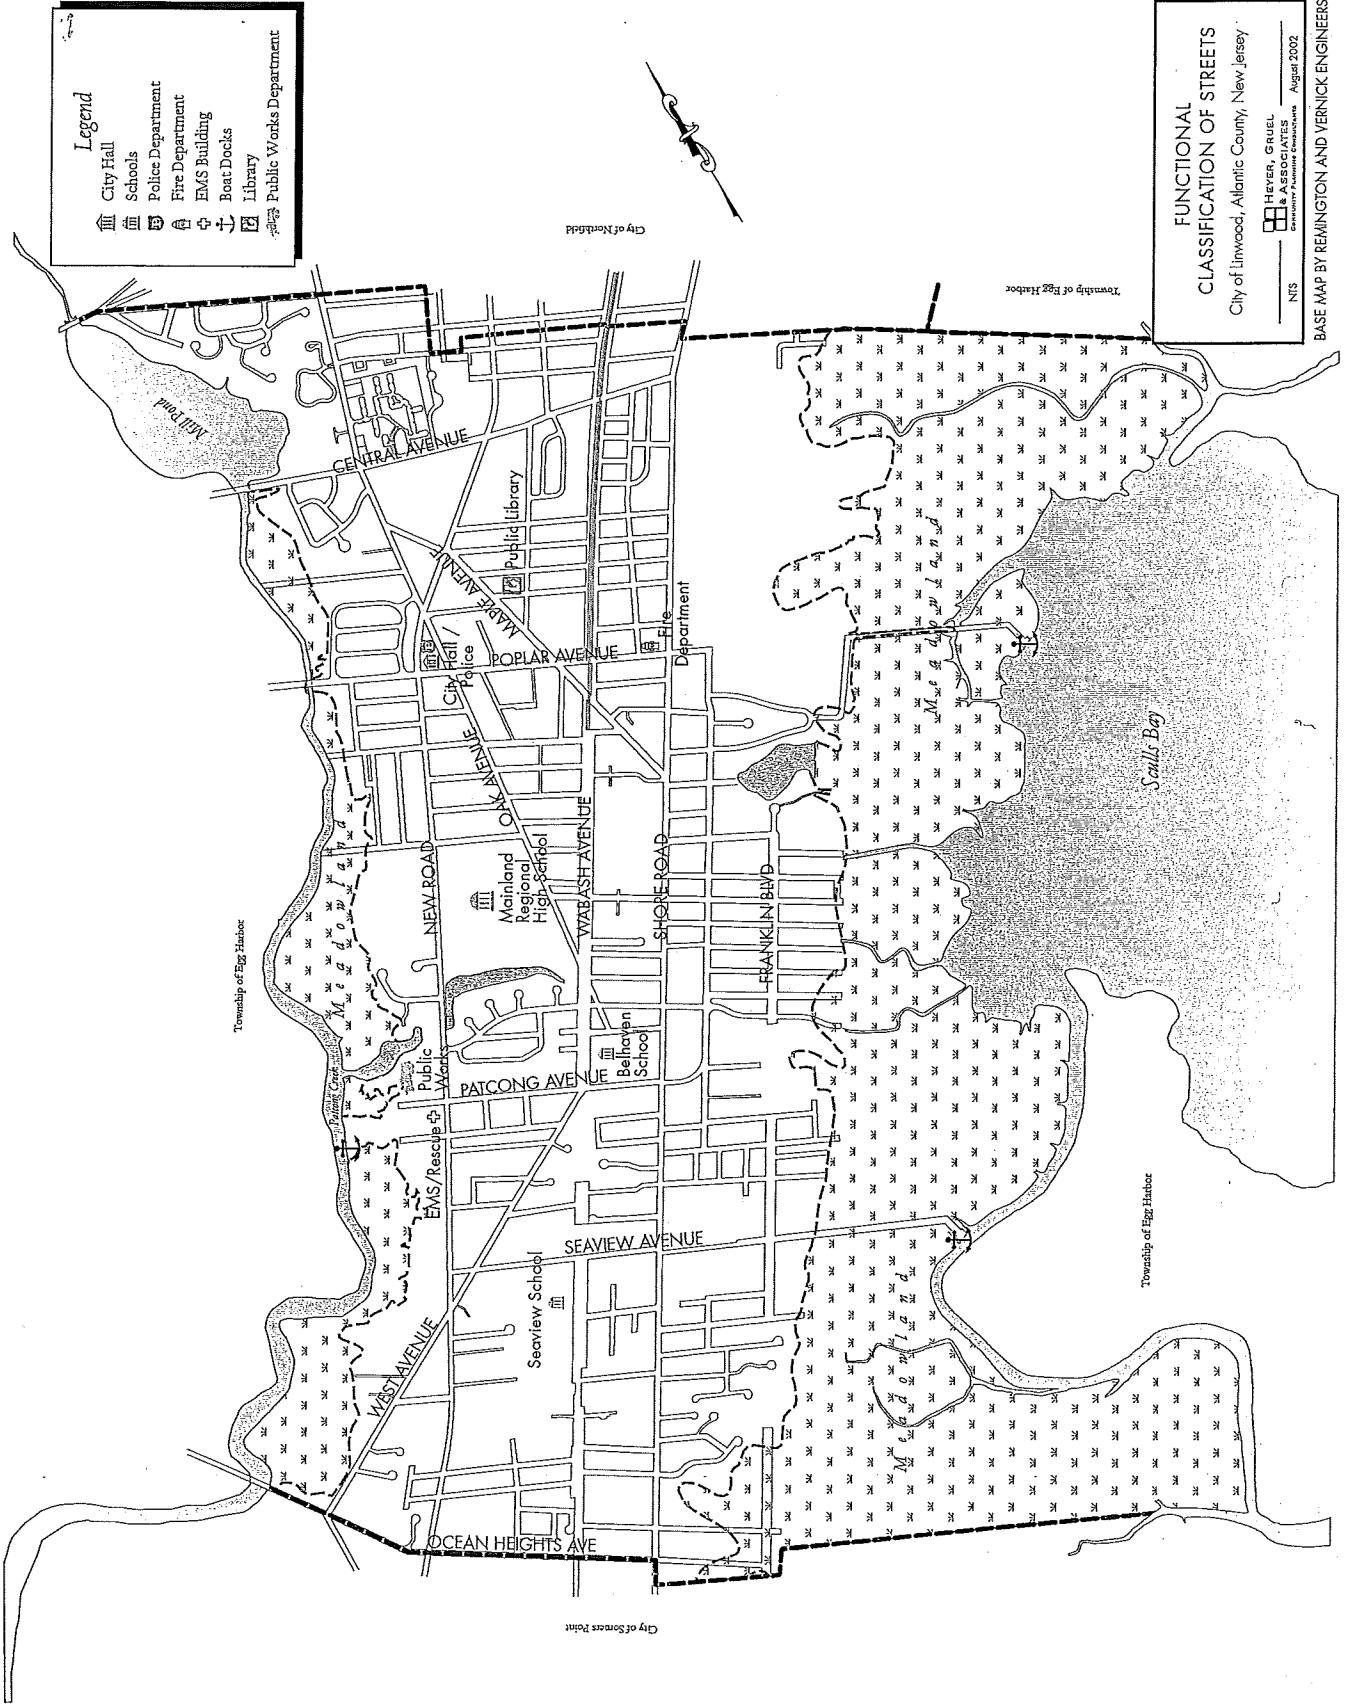 Legend
City Hall
Schools
Police Department
Fire Department
EMS Building
Boat Docks
Library
Public Works Department
FUNCTIONAL
CLASSIFICATION OF STREETS
City of Linwood, Atlantic County, New Jersey
HEYER, GRUEL
& ASSOCIATES
COMMUNITY PLANNING CONSULTANTS
NTS
August 2002
BASE MAP BY REMINGTON AND VERNICK ENGINEERS
City of Northfield
Township of Egg Harbor
Mill Pond
CENTRAL AVENUE
Public Library
MAPLE AVENUE
City Hall /
Police
POPLAR AVENUE
Fire
Department
OAK AVENUE
NEW ROAD
Mainland
Regional
High School
WABASH AVENUE
SHORE ROAD
FRANKLIN BLVD
Meadowland
Meadowland
Scull's Bay
Township of Egg Harbor
Patcong Creek
Public
Works
PATCONG AVENUE
Belhaven
School
EMS/Rescue
SEAVIEW AVENUE
Seaview School
WEST AVENUE
Meadowland
OCEAN HEIGHTS AVE
Township of Egg Harbor
City of Somers Point